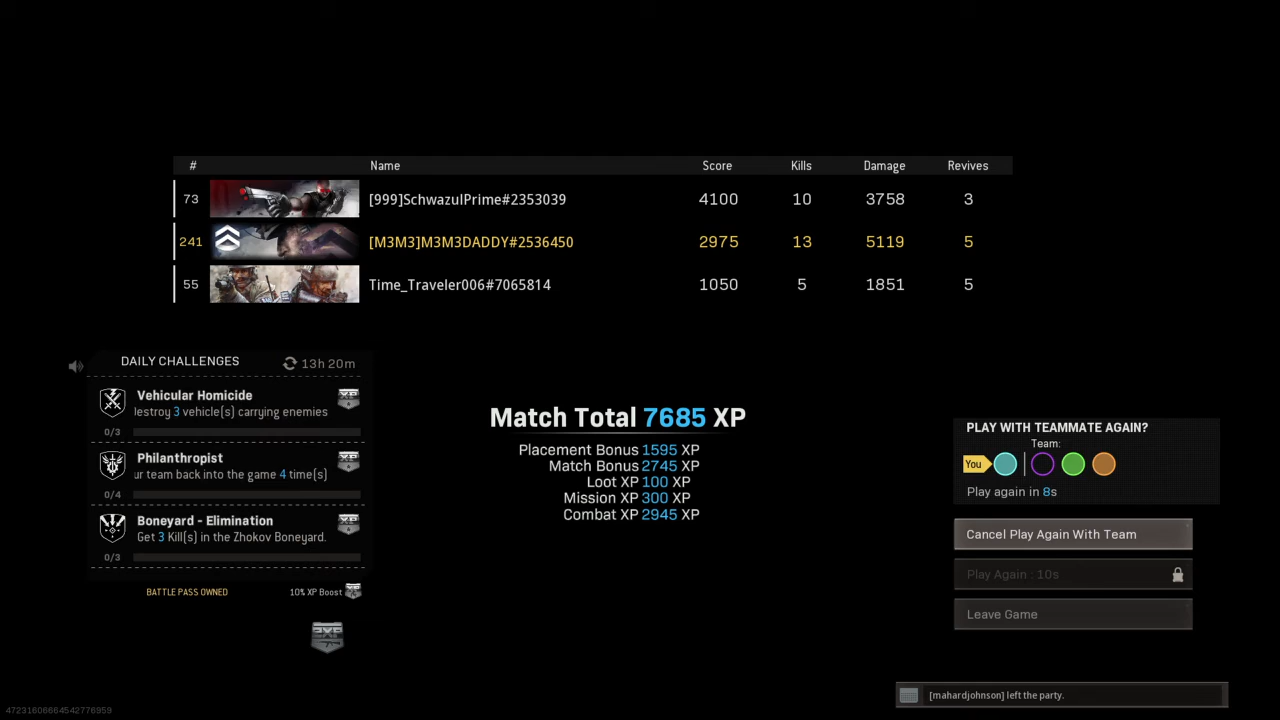 # Name Score Kills Damage Revives
73 [999]SchwazulPrime#2353039 4100 10 3758 3
241 [M3M3]M3M3DADDY#2536450 2975 13 5119 5
55 Time_Traveler006#7065814 1050 5 1851 5
DAILY CHALLENGES 13h 20m
Vehicular Homicide
estroy 3 vehicle(s) carrying enemies
0/3
Philanthropist
ur team back into the game 4 time(s)
0/4
Boneyard - Elimination
Get 3 Kill(s) in the Zhokov Boneyard.
0/3
BATTLE PASS OWNED 10% XP Boost
Match Total 7685 XP
Placement Bonus 1595 XP
Match Bonus 2745 XP
Loot XP 100 XP
Mission XP 300 XP
Combat XP 2945 XP
PLAY WITH TEAMMATE AGAIN?
Team:
You
Play again in 8s
Cancel Play Again With Team
Play Again : 10s
Leave Game
[mahardjohnson] left the party.
47231606664542776959